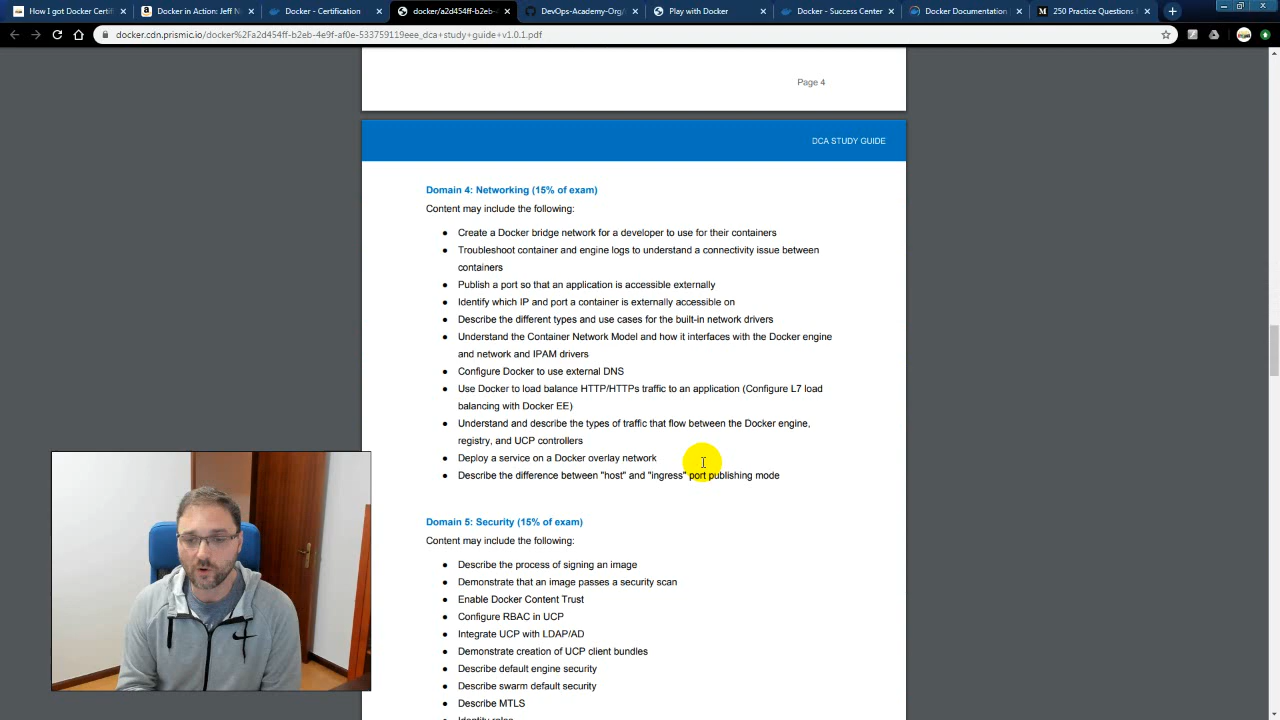 How I got Docker Certifi
Docker in Action: Jeff N
Docker - Certification
docker/a2d454ff-b2eb-4
DevOps-Academy-Org/
Play with Docker
Docker - Success Center
Docker Documentation
250 Practice Questions
docker.cdn.prismic.io/docker%2Fa2d454ff-b2eb-4e9f-af0e-533759119eee_dca+study+guide+v1.0.1.pdf
Page 4
DCA STUDY GUIDE
Domain 4: Networking (15% of exam)
Content may include the following:
● Create a Docker bridge network for a developer to use for their containers
● Troubleshoot container and engine logs to understand a connectivity issue between
containers
● Publish a port so that an application is accessible externally
● Identify which IP and port a container is externally accessible on
● Describe the different types and use cases for the built-in network drivers
● Understand the Container Network Model and how it interfaces with the Docker engine
and network and IPAM drivers
● Configure Docker to use external DNS
● Use Docker to load balance HTTP/HTTPs traffic to an application (Configure L7 load
balancing with Docker EE)
● Understand and describe the types of traffic that flow between the Docker engine,
registry, and UCP controllers
● Deploy a service on a Docker overlay network
● Describe the difference between "host" and "ingress" port publishing mode
Domain 5: Security (15% of exam)
Content may include the following:
● Describe the process of signing an image
● Demonstrate that an image passes a security scan
● Enable Docker Content Trust
● Configure RBAC in UCP
● Integrate UCP with LDAP/AD
● Demonstrate creation of UCP client bundles
● Describe default engine security
● Describe swarm default security
● Describe MTLS